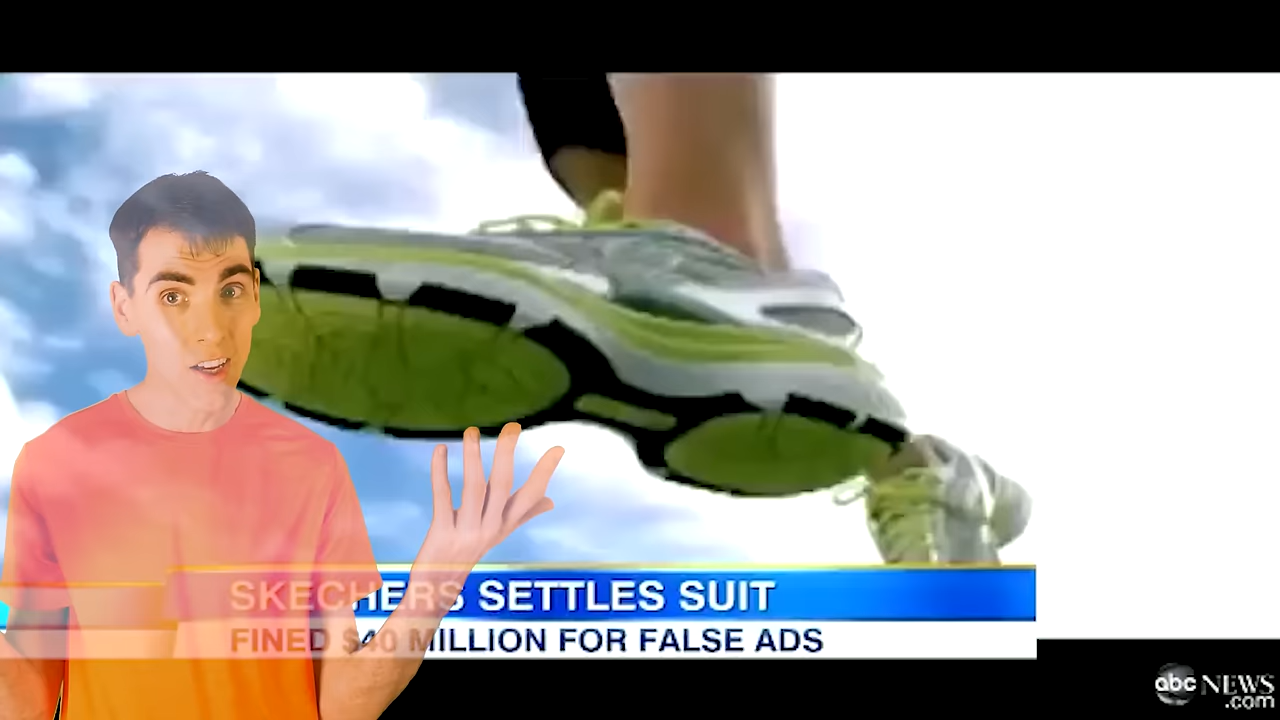 SKECHERS SETTLES SUIT
FINED $40 MILLION FOR FALSE ADS
abc NEWS
.com